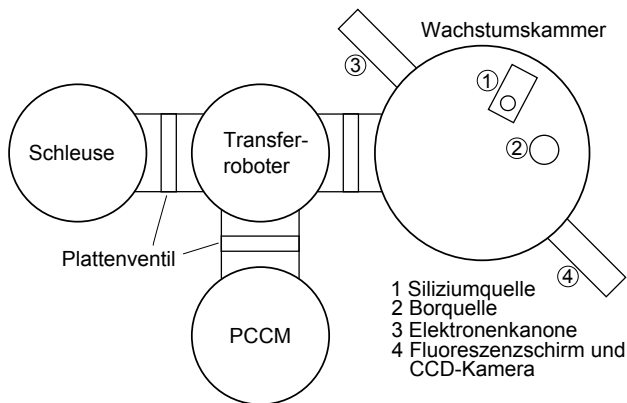 Wachstumskammer
3
1
Schleuse
Transfer-
roboter
2
Plattenventil
4
PCCM
1 Siliziumquelle
2 Borquelle
3 Elektronenkanone
4 Fluoreszenzschirm und
CCD-Kamera